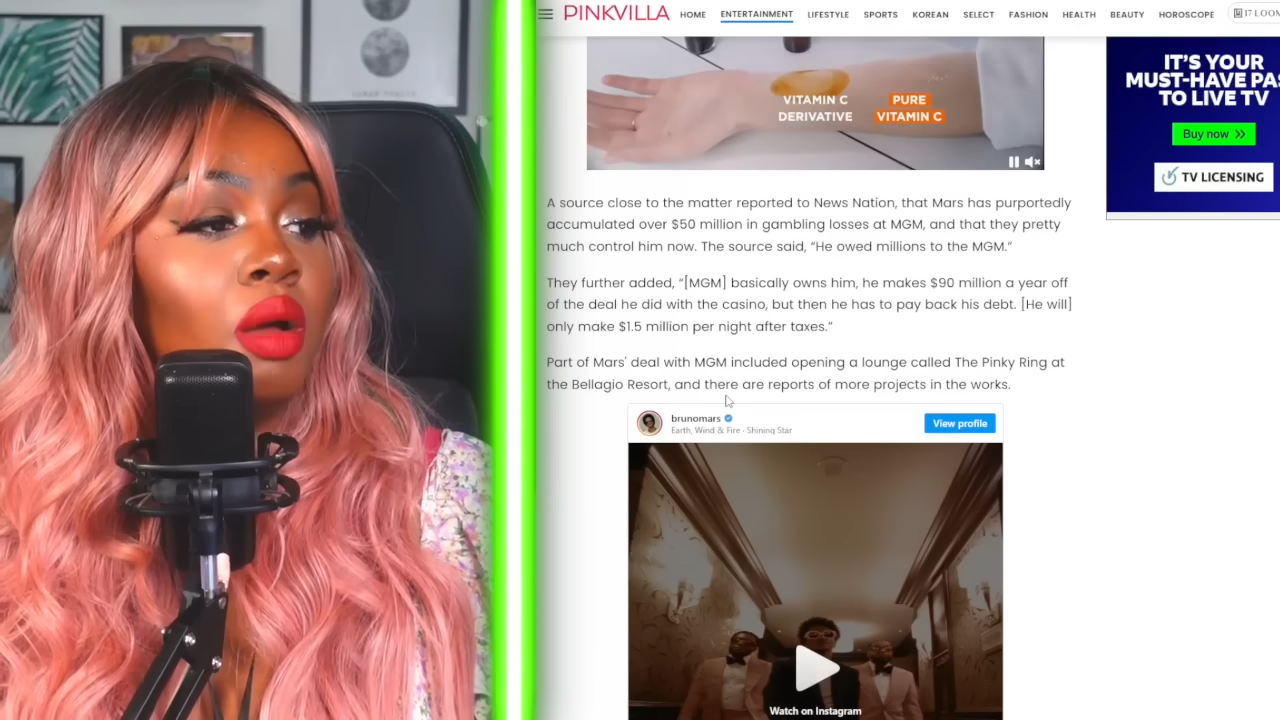 PINKVILLA
HOME ENTERTAINMENT LIFESTYLE SPORTS KOREAN SELECT FASHION HEALTH BEAUTY HOROSCOPE
VITAMIN C PURE
DERIVATIVE VITAMIN C
IT'S YOUR
MUST-HAVE
TO LIVE TV
Buy now >>
TV LICENSING
A source close to the matter reported to News Nation, that Mars has purportedly
accumulated over $50 million in gambling losses at MGM, and that they pretty
much control him now. The source said, “He owed millions to the MGM.”
They further added, “[MGM] basically owns him, he makes $90 million a year off
of the deal he did with the casino, but then he has to pay back his debt. [He will]
only make $1.5 million per night after taxes.”
Part of Mars’ deal with MGM included opening a lounge called The Pinky Ring at
the Bellagio Resort, and there are reports of more projects in the works.
brunomars
Earth, Wind & Fire · Shining Star
View profile
Watch on Instagram